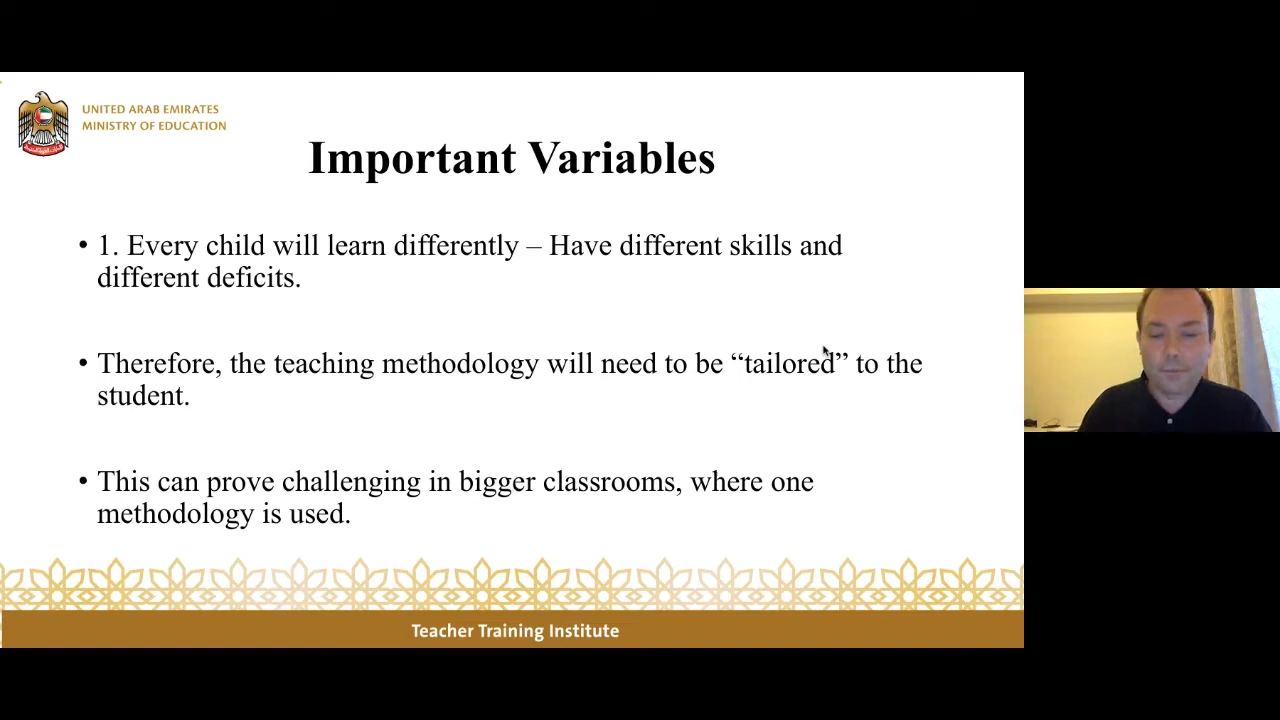 UNITED ARAB EMIRATES
MINISTRY OF EDUCATION
Important Variables
• 1. Every child will learn differently – Have different skills and
different deficits.
• Therefore, the teaching methodology will need to be “tailored” to the
student.
• This can prove challenging in bigger classrooms, where one
methodology is used.
Teacher Training Institute